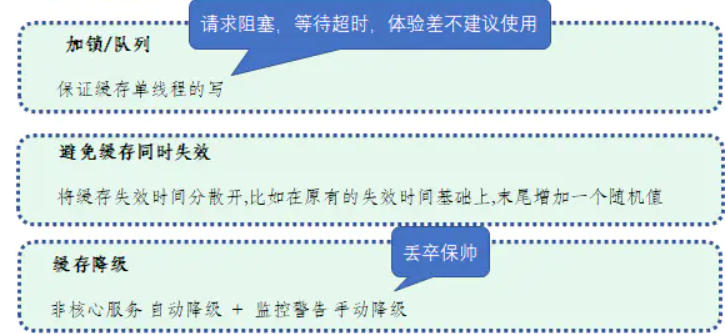 请求阻塞，等待超时，体验差不建议使用
加锁/队列
保证缓存单线程的写
避免缓存同时失效
将缓存失效时间分散开,比如在原有的失效时间基础上,末尾增加一个随机值
丢卒保帅
缓存降级
非核心服务 自动降级 + 监控警告 手动降级